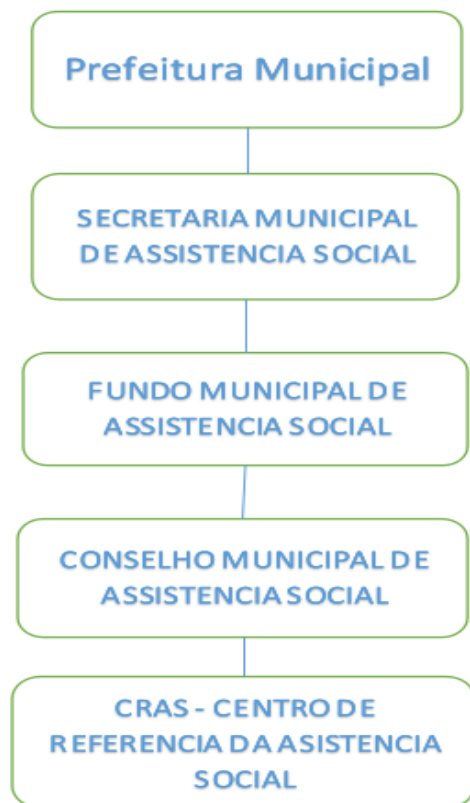 Prefeitura Municipal
SECRETARIA MUNICIPAL
DE ASSISTENCIA SOCIAL
FUNDO MUNICIPAL DE
ASSISTENCIA SOCIAL
CONSELHO MUNICIPAL DE
ASSISTENCIA SOCIAL
CRAS - CENTRO DE
REFERENCIA DA ASISTENCIA
SOCIAL